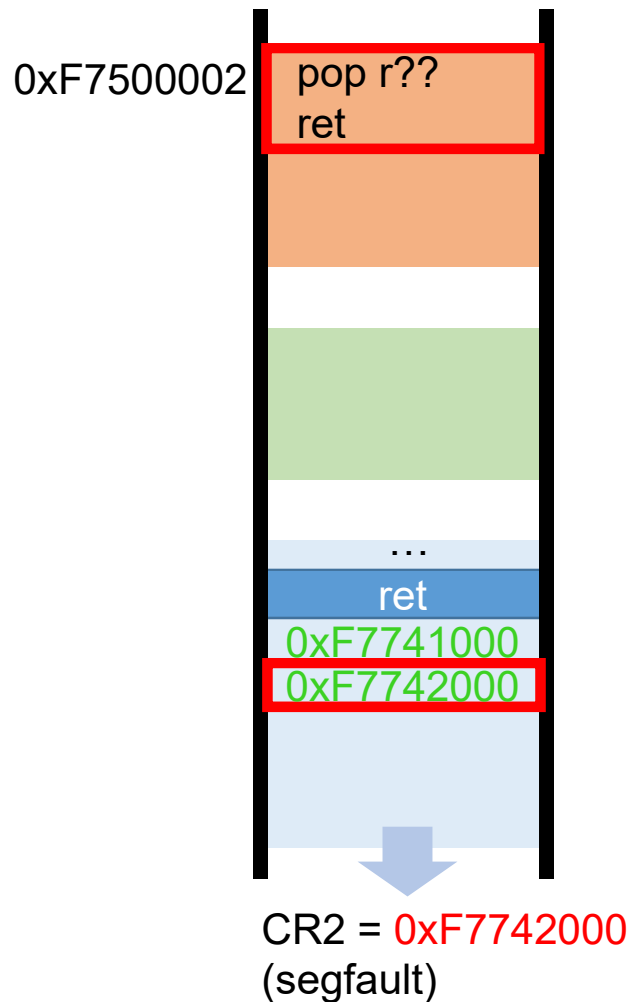 0xF7500002
pop r??
ret
...
ret
0xF7741000
0xF7742000
CR2 = 0xF7742000
(segfault)